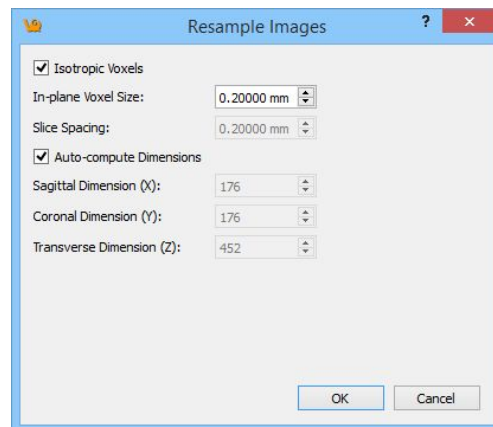 Resample Images
?
Isotropic Voxels
In-plane Voxel Size: 0.20000 mm
Slice Spacing: 0.20000 mm
Auto-compute Dimensions
Sagittal Dimension (X): 176
Coronal Dimension (Y): 176
Transverse Dimension (Z): 452
OK Cancel